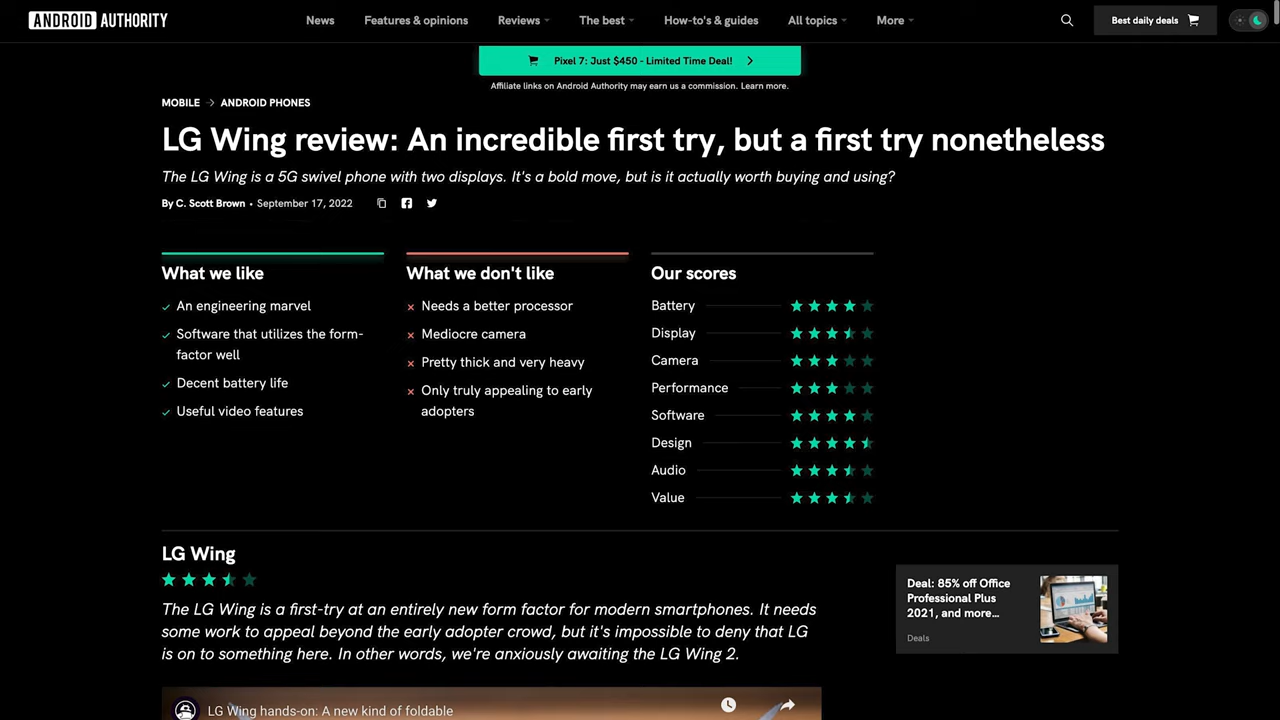 ANDROID AUTHORITY
News
Features & opinions
Reviews
The best
How-to's & guides
All topics
More
Best daily deals
Pixel 7: Just $450 - Limited Time Deal!
Affiliate links on Android Authority may earn us a commission. Learn more.
MOBILE
ANDROID PHONES
LG Wing review: An incredible first try, but a first try nonetheless
The LG Wing is a 5G swivel phone with two displays. It's a bold move, but is it actually worth buying and using?
By C. Scott Brown • September 17, 2022
What we like
An engineering marvel
Software that utilizes the form-
factor well
Decent battery life
Useful video features
What we don't like
Needs a better processor
Mediocre camera
Pretty thick and very heavy
Only truly appealing to early
adopters
Our scores
Battery
Display
Camera
Performance
Software
Design
Audio
Value
LG Wing
The LG Wing is a first-try at an entirely new form factor for modern smartphones. It needs
some work to appeal beyond the early adopter crowd, but it's impossible to deny that LG
is on to something here. In other words, we're anxiously awaiting the LG Wing 2.
Deal: 85% off Office
Professional Plus
2021, and more...
Deals
LG Wing hands-on: A new kind of foldable